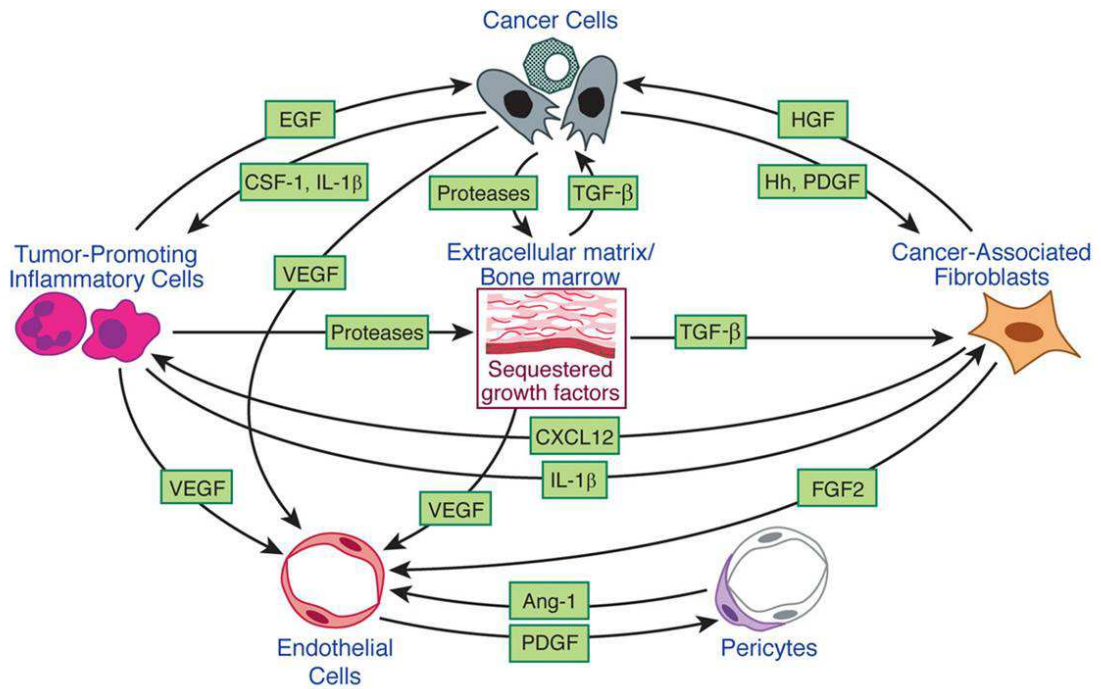 Cancer Cells
EGF
HGF
CSF-1, IL-1β
Proteases
TGF-β
Hh, PDGF
Tumor-Promoting
Inflammatory Cells
Extracellular matrix/
Bone marrow
Cancer-Associated
Fibroblasts
VEGF
Proteases
TGF-β
Sequestered
growth factors
CXCL12
IL-1β
VEGF
VEGF
FGF2
Ang-1
PDGF
Endothelial
Cells
Pericytes